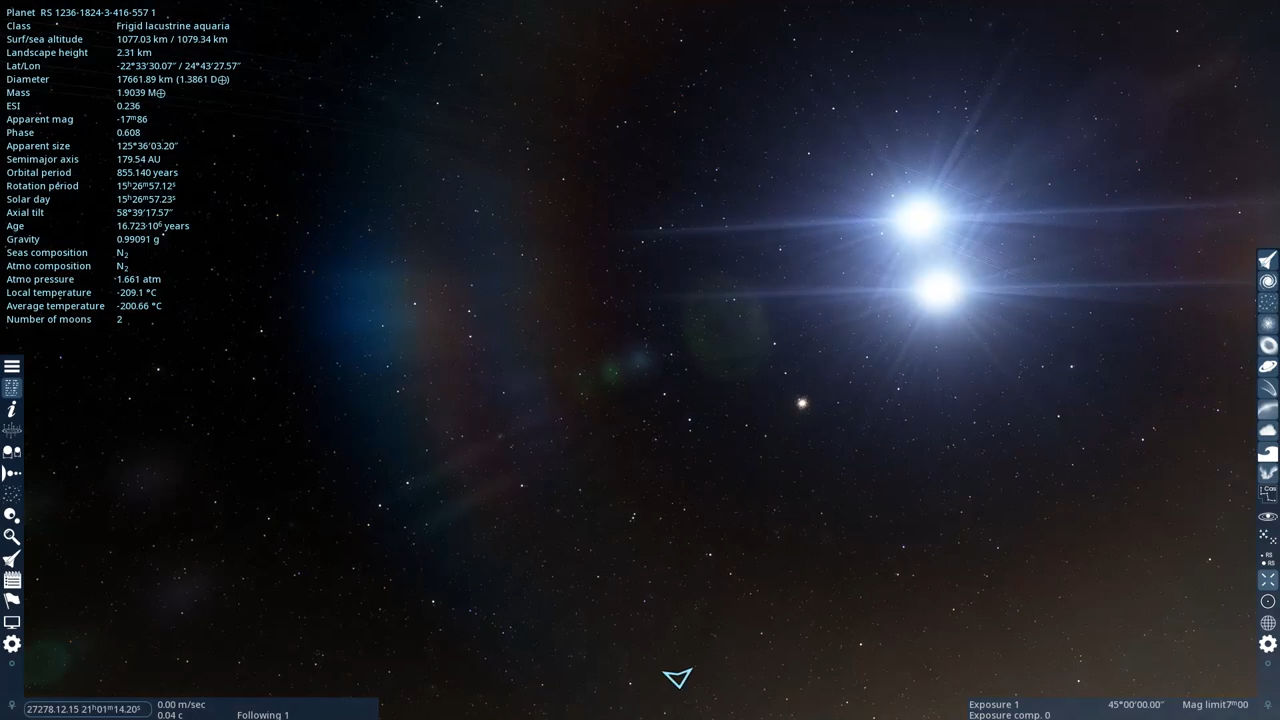 Planet RS 1236-1824-3-416-557 1
Class Frigid lacustrine aquaria
Surf/sea altitude 1077.03 km / 1079.34 km
Landscape height 2.31 km
Lat/Lon -22°33′30.07″ / 24°43′27.57″
Diameter 17661.89 km (1.3861 D⊕)
Mass 1.9039 M⊕
ESI 0.236
Apparent mag -17ᵐ86
Phase 0.608
Apparent size 125°36′03.20″
Semimajor axis 179.54 AU
Orbital period 855.140 years
Rotation period 15ʰ26ᵐ57.12ˢ
Solar day 15ʰ26ᵐ57.23ˢ
Axial tilt 58°39′17.57″
Age 16.723·10⁶ years
Gravity 0.99091 g
Seas composition N₂
Atmo composition N₂
Atmo pressure 1.661 atm
Local temperature -209.1 °C
Average temperature -200.66 °C
Number of moons 2
RS
RS
27278.12.15 21ʰ01ᵐ14.20ˢ
0.00 m/sec
0.04 c
Following 1
Exposure 1
Exposure comp. 0
45°00′00.00″
Mag limit 7ᵐ00